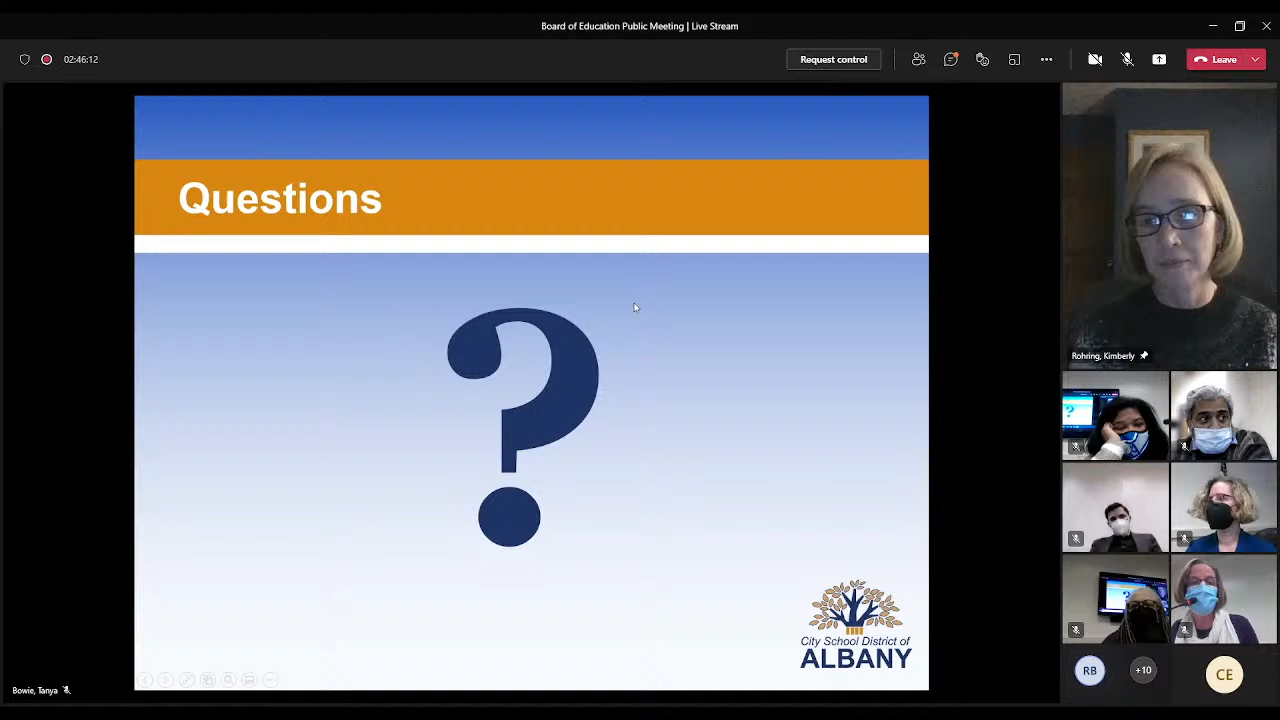 Board of Education Public Meeting | Live Stream
02:46:12
Request control
Leave
Questions
?
Rohring, Kimberly
City School District of
ALBANY
RB
+10
CE
Bowie, Tanya